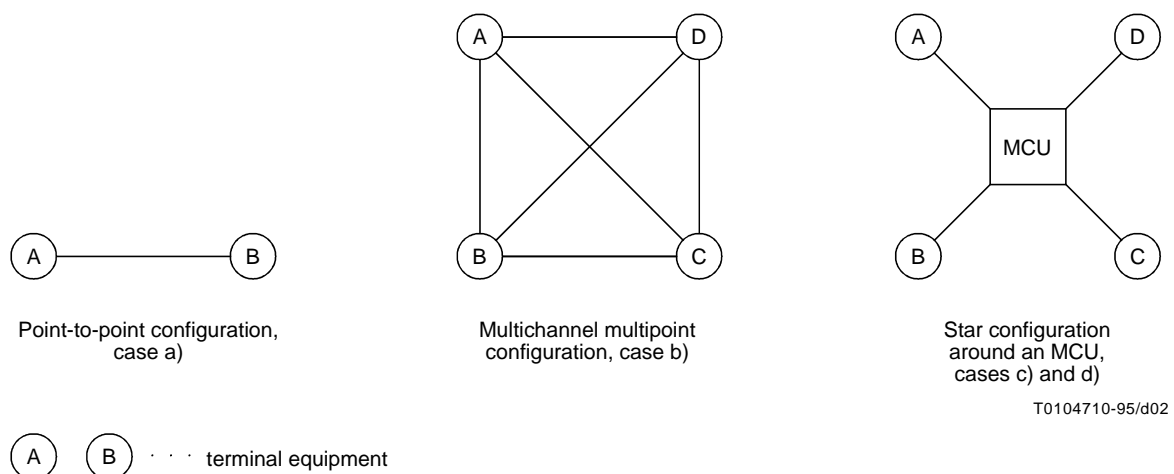 A
D
A
D
MCU
A
B
B
C
B
C
Point-to-point configuration,
case a)
Multichannel multipoint
configuration, case b)
Star configuration
around an MCU,
cases c) and d)
T0104710-95/d02
A B . . . terminal equipment